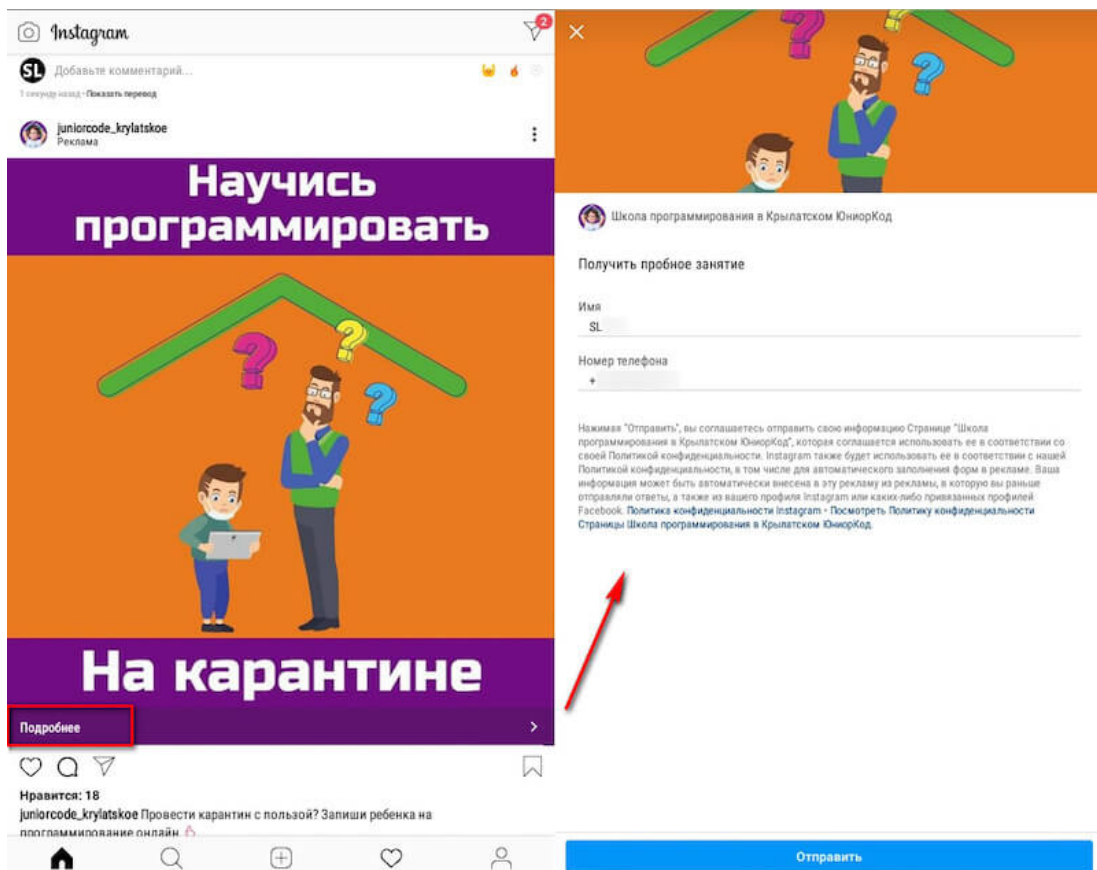 Instagram
2
SL Добавьте комментарий...
1 секунду назад • Показать перевод
juniorcode_krylatskoe
Реклама
Научись
программировать
На карантине
Подробнее
Нравится: 18
juniorcode_krylatskoe Провести карантин с пользой? Запиши ребенка на
программирование онлайн
Школа программирования в Крылатском ЮниорКод
Получить пробное занятие
Имя
SL
Номер телефона
+
Нажимая "Отправить", вы соглашаетесь отправить свою информацию Странице "Школа
программирования в Крылатском ЮниорКод", которая соглашается использовать ее в соответствии со
своей Политикой конфиденциальности. Instagram также будет использовать ее в соответствии с нашей
Политикой конфиденциальности, в том числе для автоматического заполнения форм в рекламе. Ваша
информация может быть автоматически внесена в эту рекламу из рекламы, в которую вы раньше
отправляли ответы, а также из вашего профиля Instagram или каких-либо привязанных профилей
Facebook. Политика конфиденциальности Instagram • Посмотреть Политику конфиденциальности
Страницы Школа программирования в Крылатском ЮниорКод.
Отправить